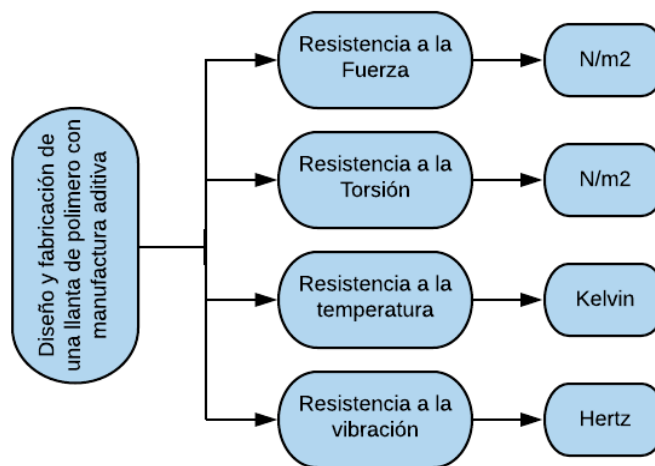 Diseño y fabricación de
una llanta de polimero con
manufactura aditiva
Resistencia a la
Fuerza
N/m2
Resistencia a la
Torsión
N/m2
Resistencia a la
temperatura
Kelvin
Resistencia a la
vibración
Hertz